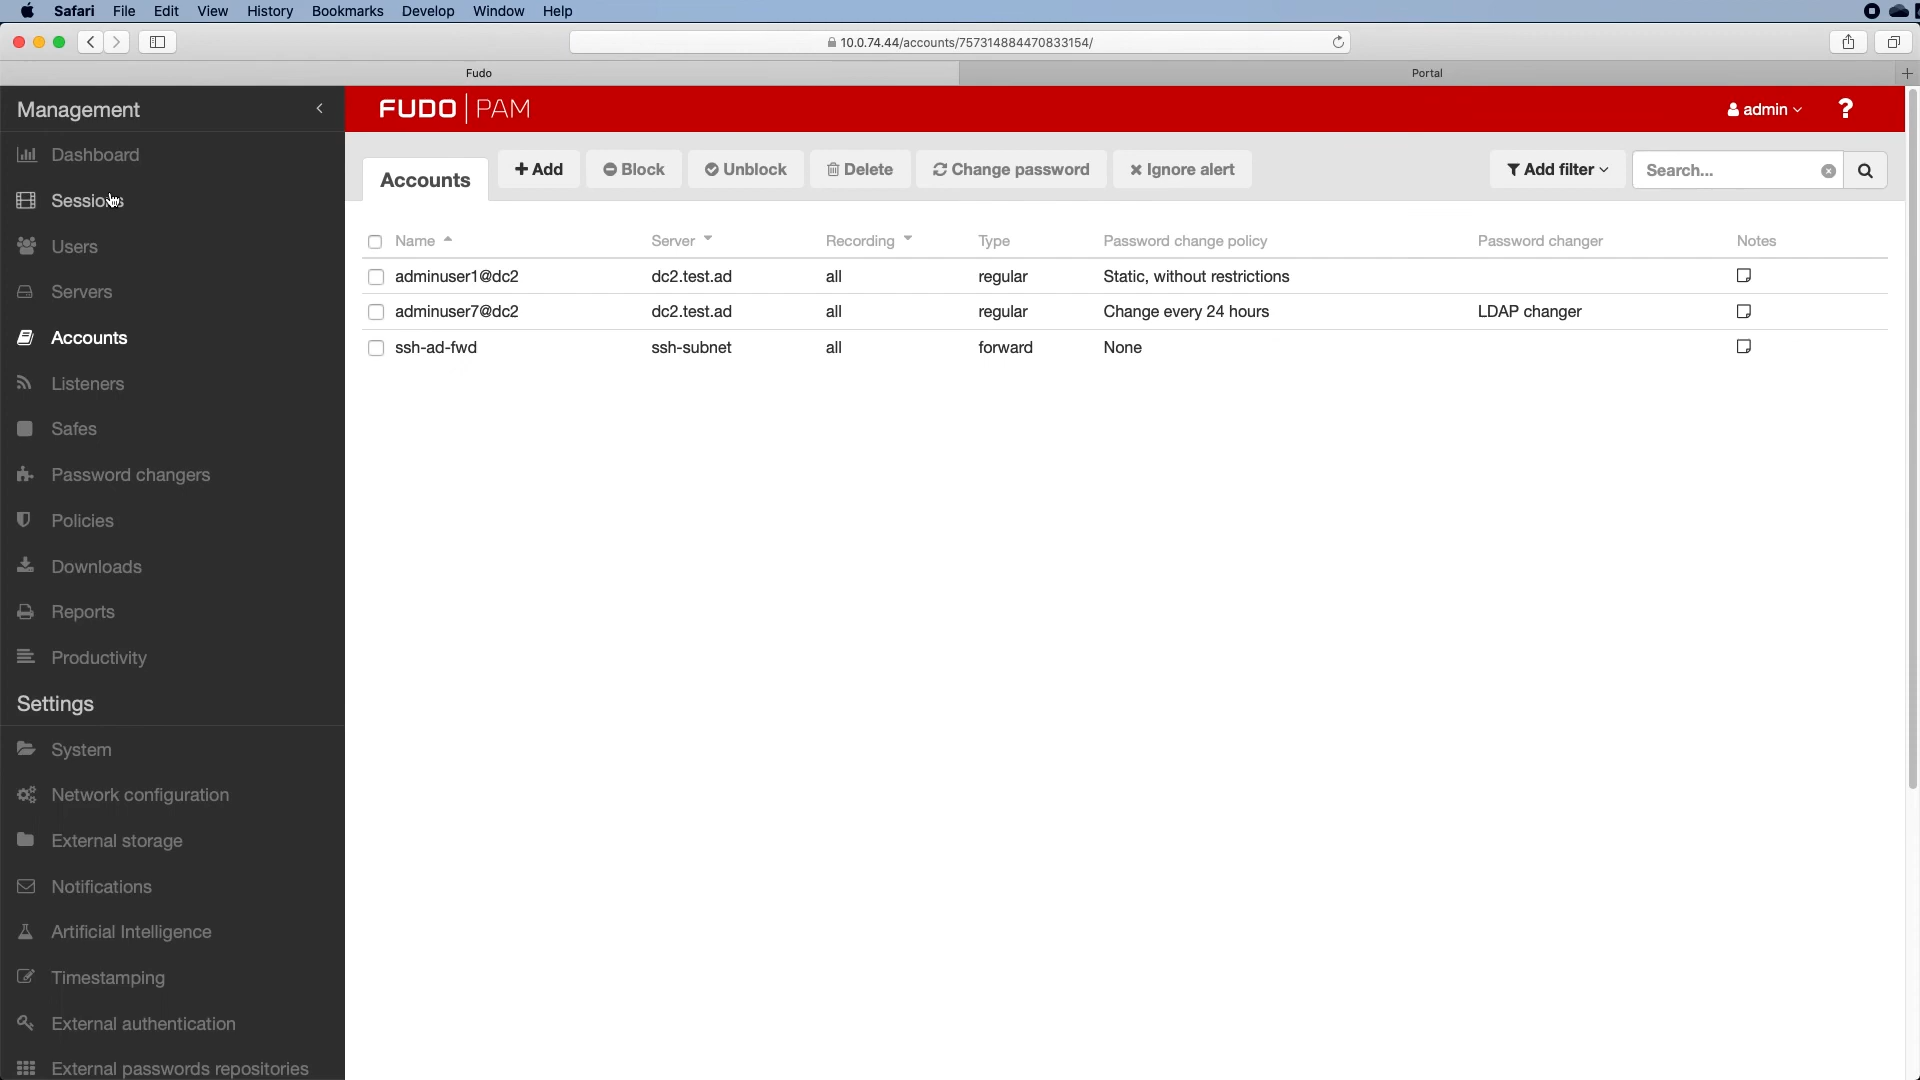 Safari File Edit View History Bookmarks Develop Window Help
10.0.74.44/accounts/757314884470833154/
Fudo
Portal
Management
FUDO PAM
admin
?
Dashboard
Sessions
Users
Servers
Accounts
Listeners
Safes
Password changers
Policies
Downloads
Reports
Productivity
Settings
System
Network configuration
External storage
Notifications
Artificial Intelligence
Timestamping
External authentication
External passwords repositories
Accounts
Add
Block
Unblock
Delete
Change password
Ignore alert
Add filter
Search...
Name Server Recording Type Password change policy Password changer Notes
adminuser1@dc2 dc2.test.ad all regular Static, without restrictions
adminuser7@dc2 dc2.test.ad all regular Change every 24 hours LDAP changer
ssh-ad-fwd ssh-subnet all forward None